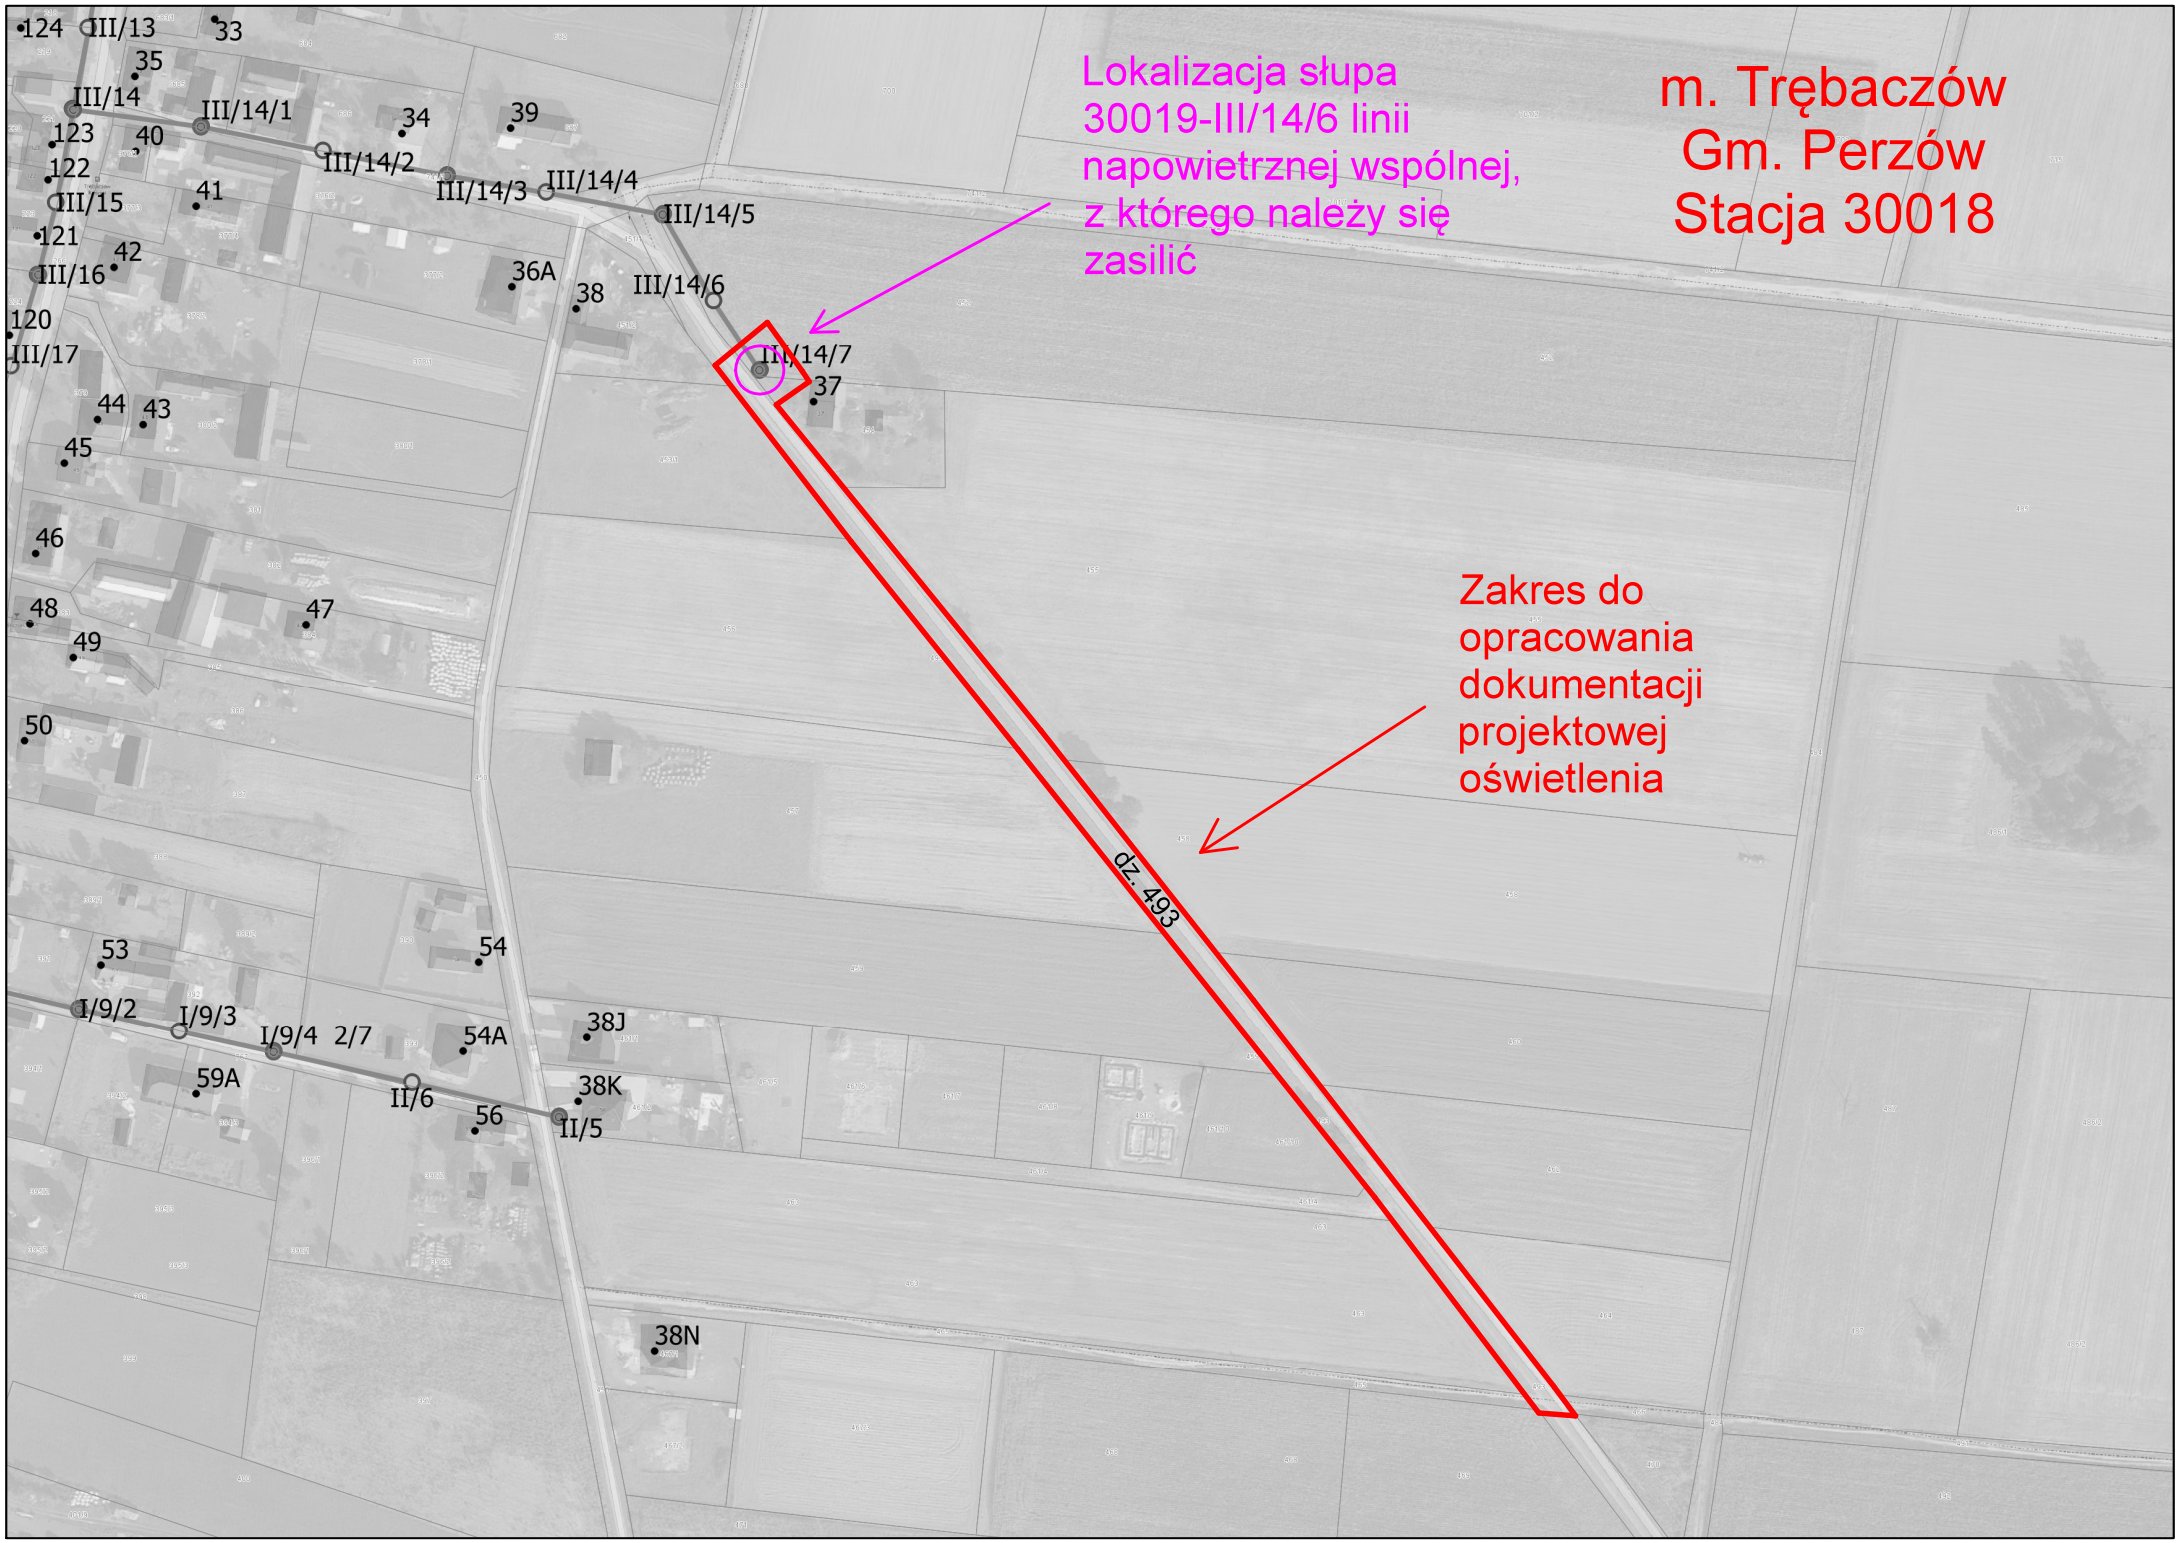 m. Trębaczów
Gm. Perzów
Stacja 30018
Lokalizacja słupa
30019-III/14/6 linii
napowietrznej wspólnej,
z którego należy się
zasilić
Zakres do
opracowania
dokumentacji
projektowej
oświetlenia
dz. 493
124
III/13
33
35
III/14
III/14/1
34
39
123
40
III/14/2
122
III/14/3
III/14/4
41
III/15
III/14/5
121
42
III/16
36A
38
III/14/6
120
III/17
III/14/7
37
44
43
45
46
48
47
49
50
53
54
I/9/2
I/9/3
I/9/4
2/7
54A
38J
59A
II/6
38K
56
II/5
38N